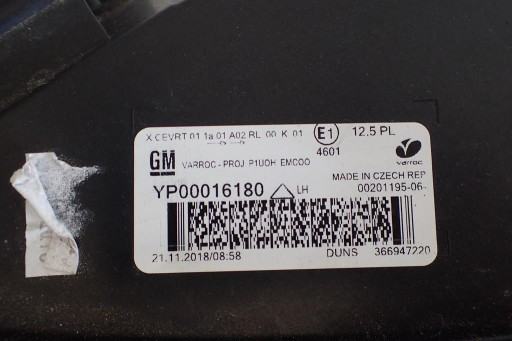 X CEVRT 01 1a 01 A02 RL 00 K 01 E1 12.5 PL
4601
GM VARROC - PROJ P1UOH EMCOO varroc
YP00016180 LH MADE IN CZECH REP
00201195-06-
21.11.2018/08:58 DUNS 366947220